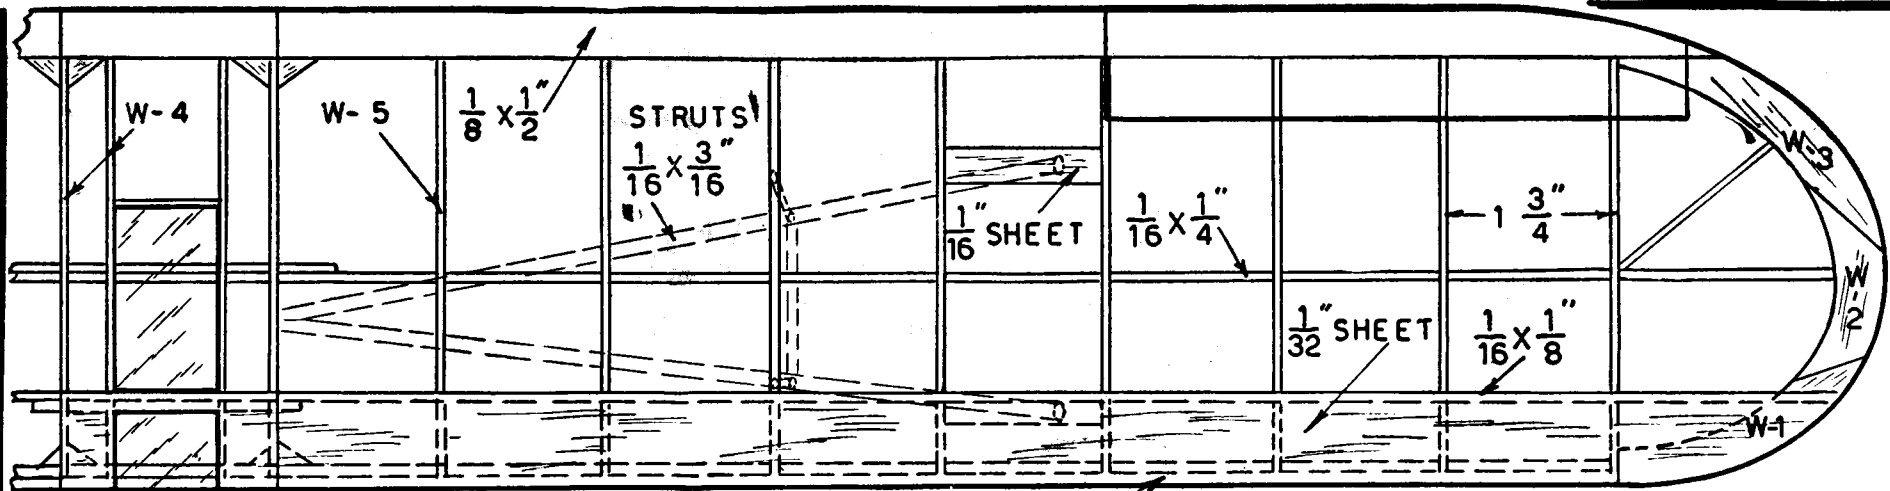 W-4
W-5
1/8 X 1/2"
STRUTS
1/16 X 3/16"
1/16" SHEET
1/16 X 1/4"
1 3/4"
W-3
W-2
1/32" SHEET
1/16 X 1/8"
W-1